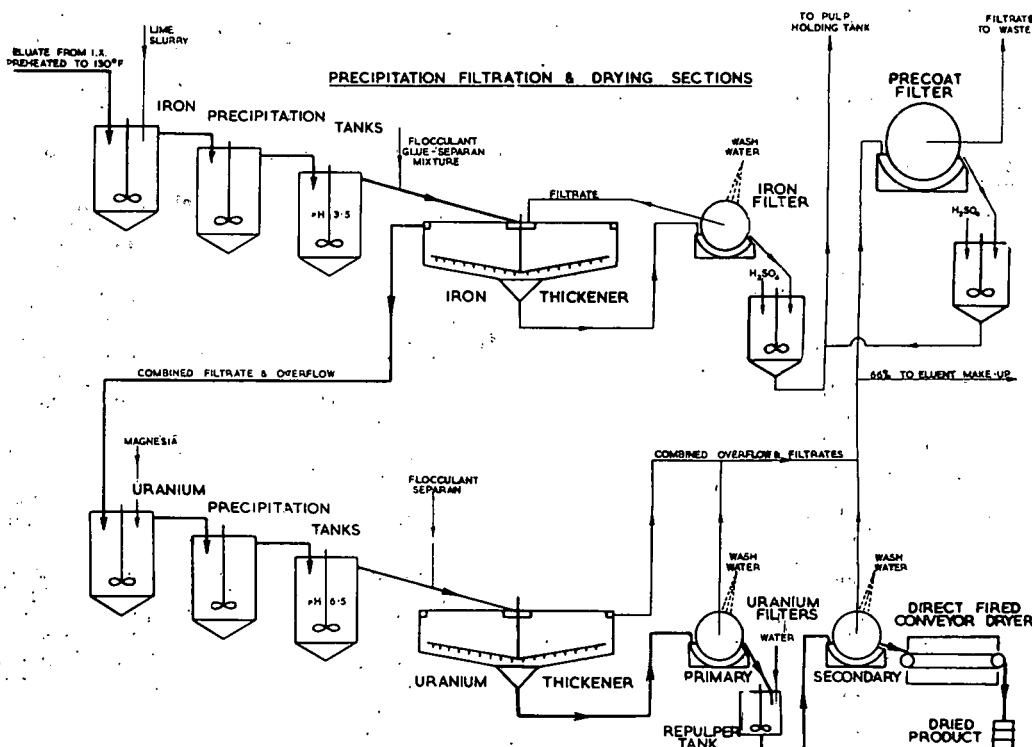 TO PULP
HOLDING TANK
FILTRATE
TO WASTE
LIME
SLURRY
ELUATE FROM I.X.
PREHEATED TO 130°F
PRECIPITATION FILTRATION & DRYING SECTIONS
PRECOAT
FILTER
IRON
PRECIPITATION
TANKS
FLOCCULANT
GLUE-SEPARAN
MIXTURE
WASH
WATER
FILTRATE
IRON
FILTER
pH 3·5
H2SO4
H2SO4
IRON THICKENER
COMBINED FILTRATE & OVERFLOW
66% TO ELUENT MAKE-UP
MAGNESIA
URANIUM
PRECIPITATION
TANKS
FLOCCULANT
SEPARAN
COMBINED OVERFLOW & FILTRATES
pH 6·5
WASH
WATER
WASH
WATER
URANIUM
FILTERS
WATER
DIRECT FIRED
CONVEYOR DRYER
URANIUM THICKENER
PRIMARY
SECONDARY
REPULPER
TANK
DRIED
PRODUCT